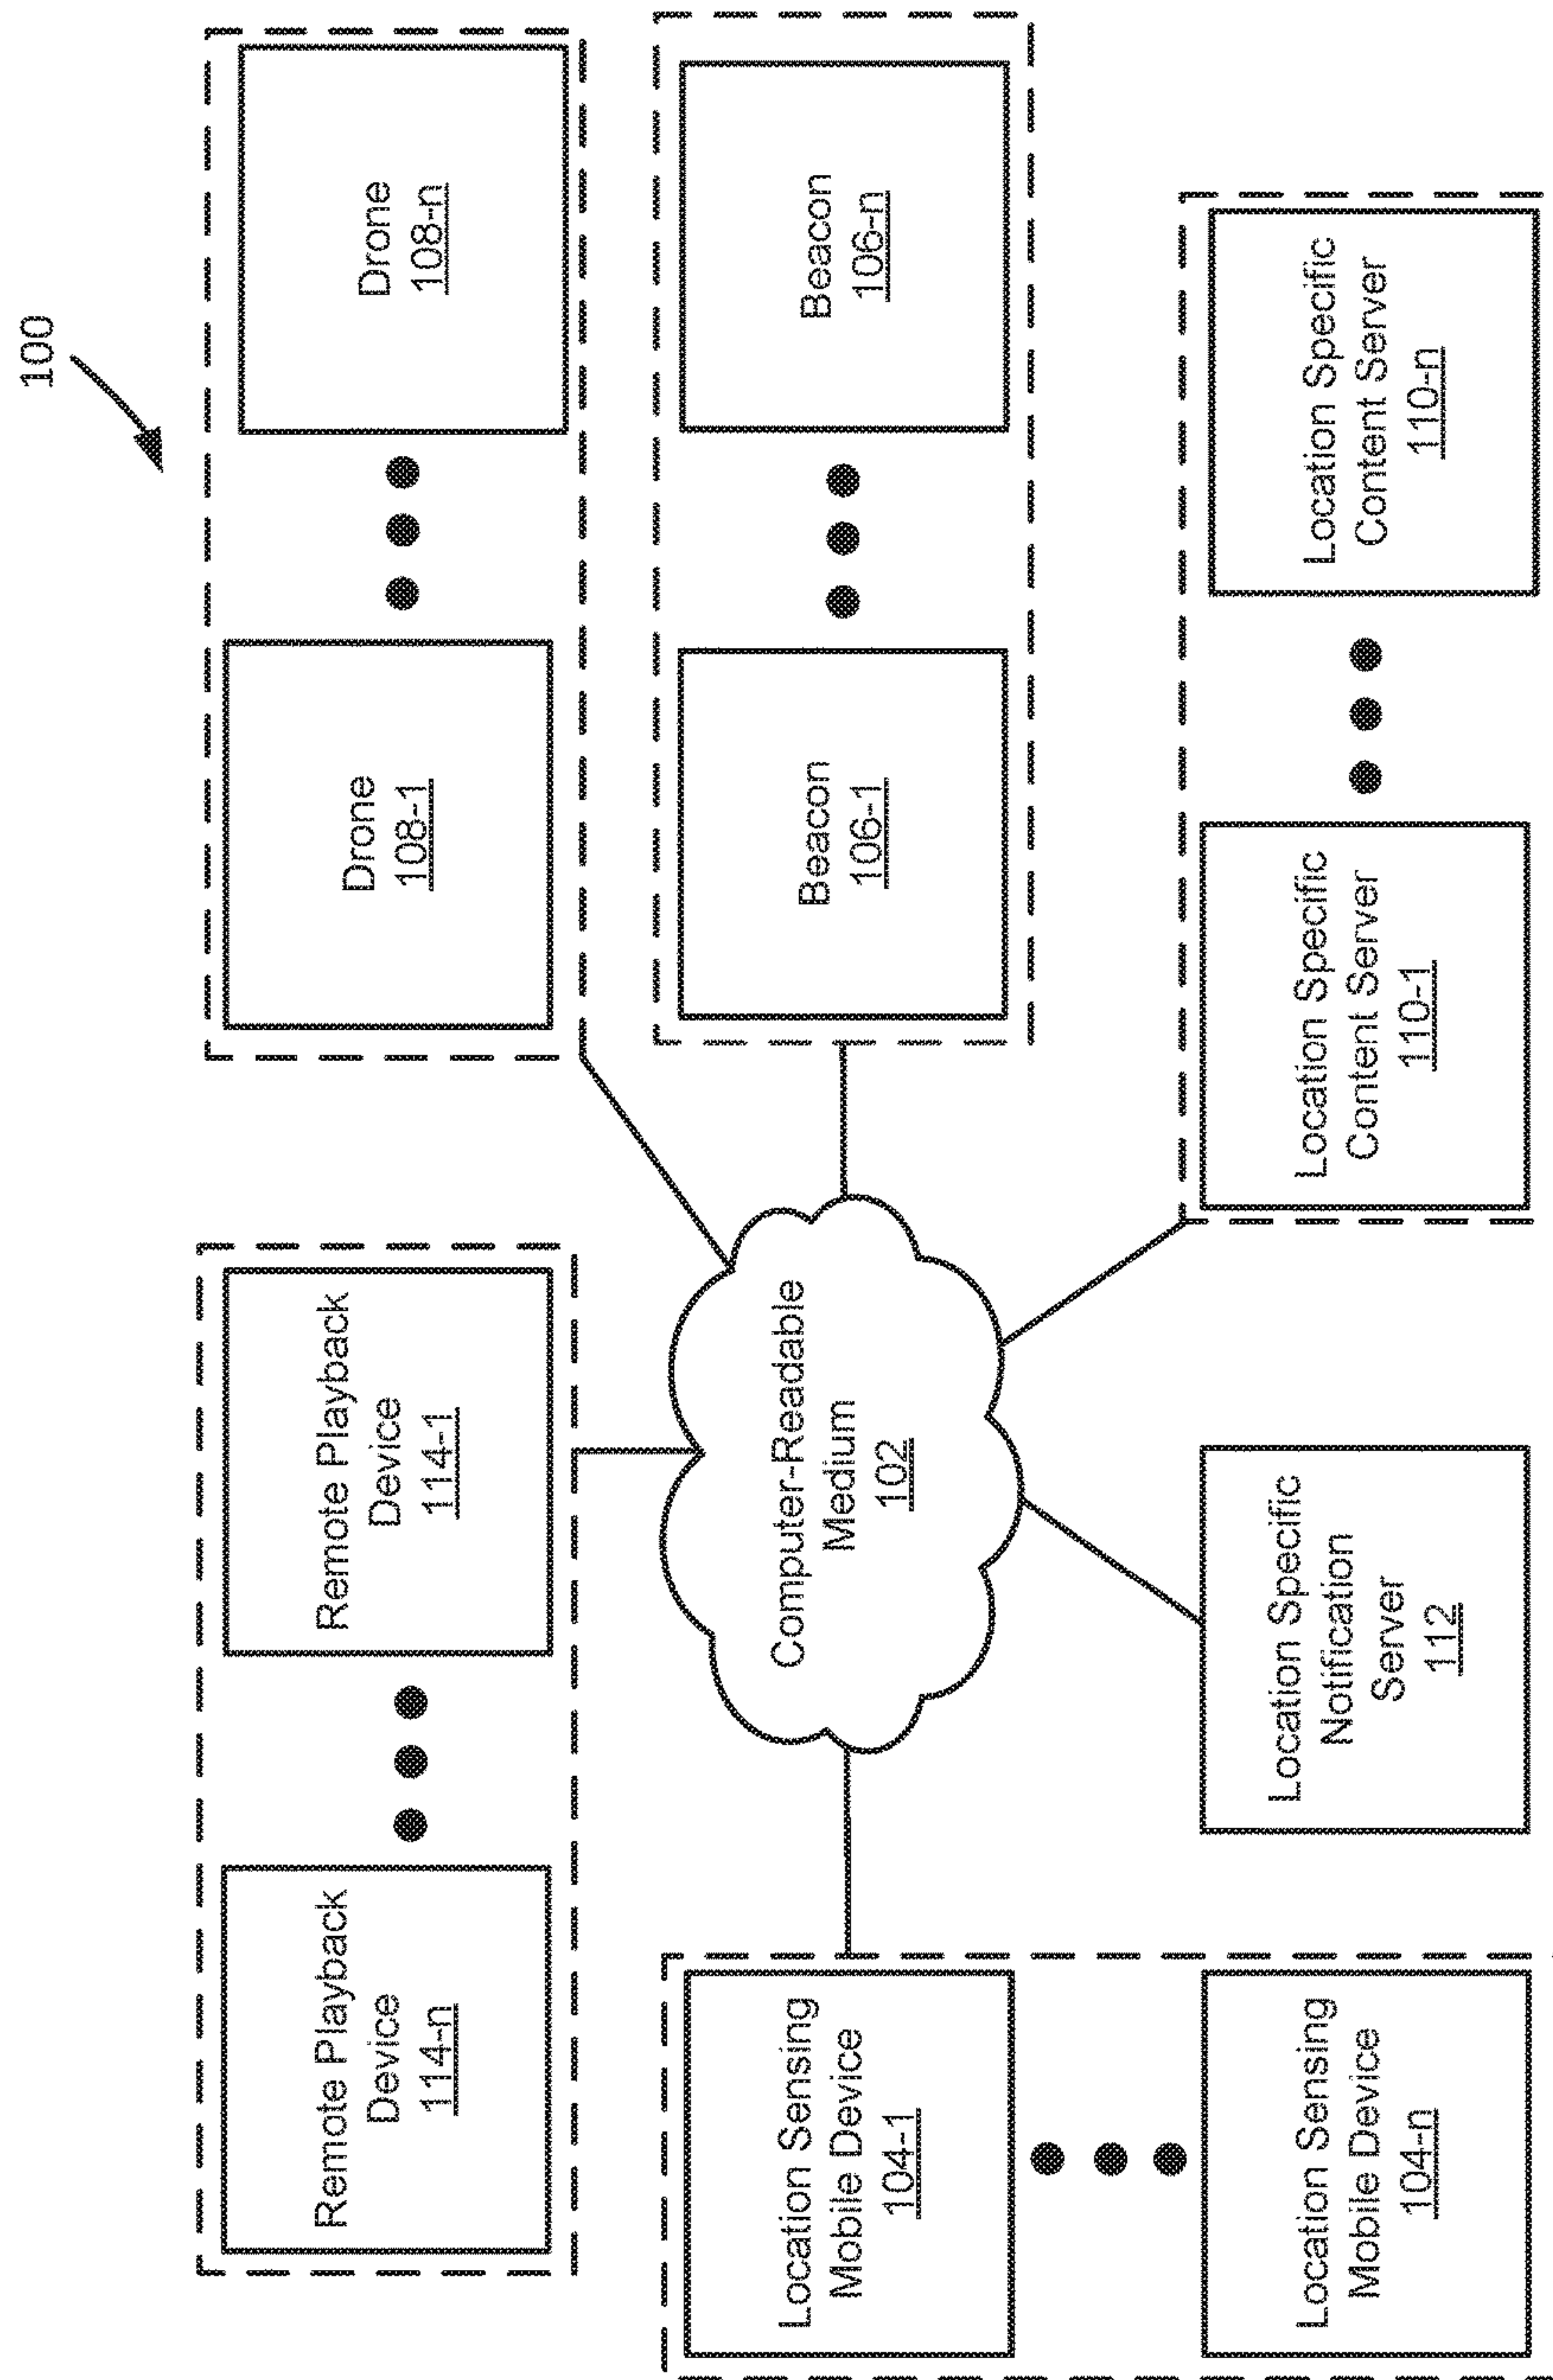 100
Remote Playback
Device
114-n
Remote Playback
Device
114-1
Drone
108-1
Drone
108-n
Location Sensing
Mobile Device
104-1
Computer-Readable
Medium
102
Beacon
106-1
Beacon
106-n
Location Sensing
Mobile Device
104-n
Location Specific
Notification
Server
112
Location Specific
Content Server
110-1
Location Specific
Content Server
110-n